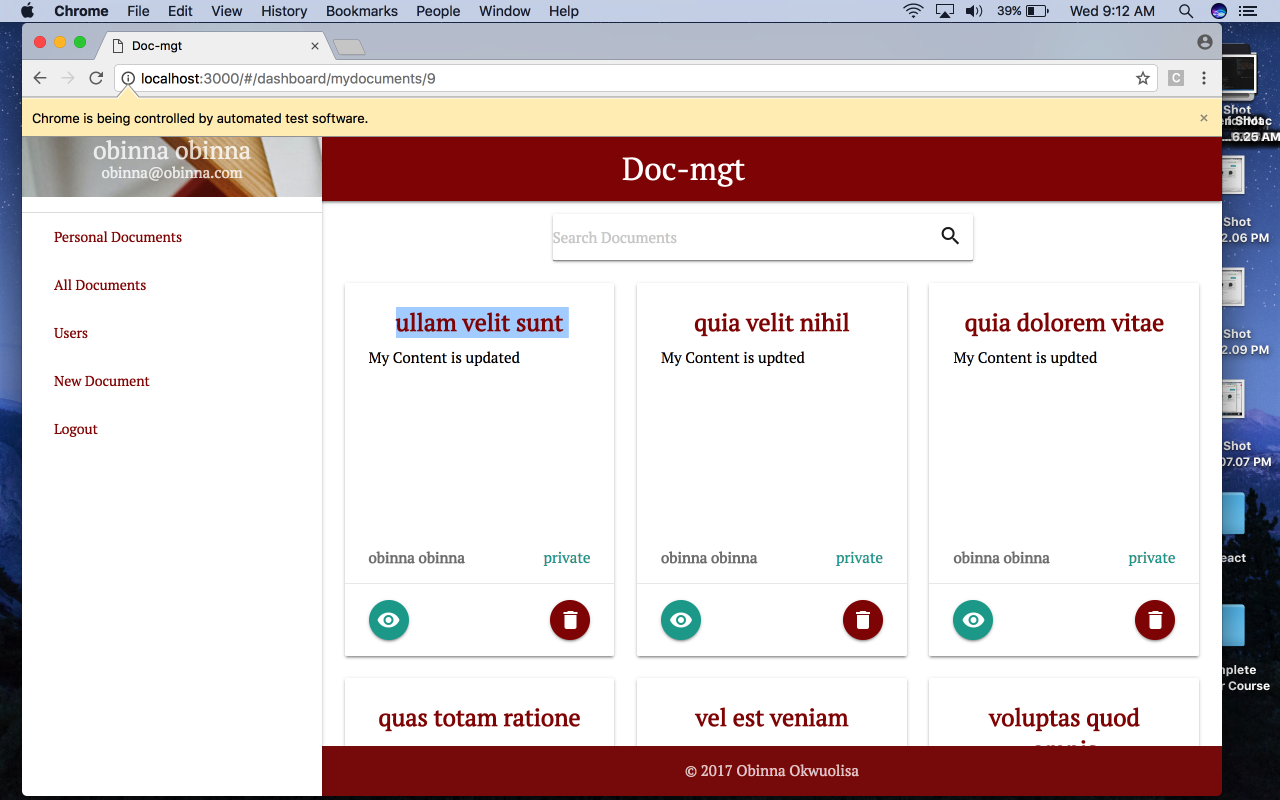 Chrome File Edit View History Bookmarks People Window Help 39% Wed 9:12 AM
Doc-mgt
localhost:3000/#/dashboard/mydocuments/9
C
Chrome is being controlled by automated test software.
obinna obinna
obinna@obinna.com
Personal Documents
All Documents
Users
New Document
Logout
Doc-mgt
Search Documents
ullam velit sunt
My Content is updated
obinna obinna private
quia velit nihil
My Content is updted
obinna obinna private
quia dolorem vitae
My Content is updted
obinna obinna private
quas totam ratione
vel est veniam
voluptas quod
© 2017 Obinna Okwuolisa
Shot
Shot
2.06 PM
Shot
2.09 PM
Shot
07.07 PM
eact
nplete
r Course